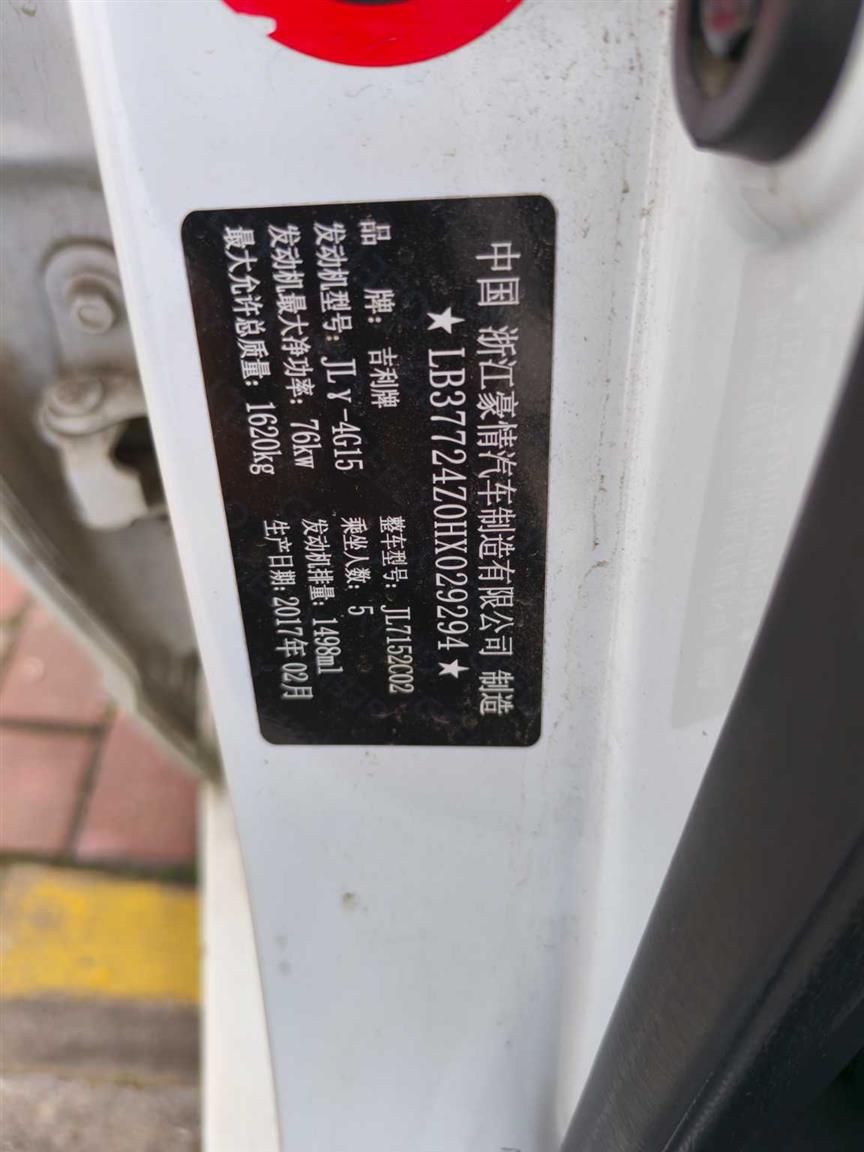 中国 浙江豪情汽车制造有限公司 制造
★LB37724Z0HX029294★
品 牌：吉利牌 整车型号：JL7152C02
发动机型号：JLγ-4G15 乘坐人数：5
发动机最大净功率：76kw 发动机排量：1498ml
最大允许总质量：1620kg 生产日期：2017年02月